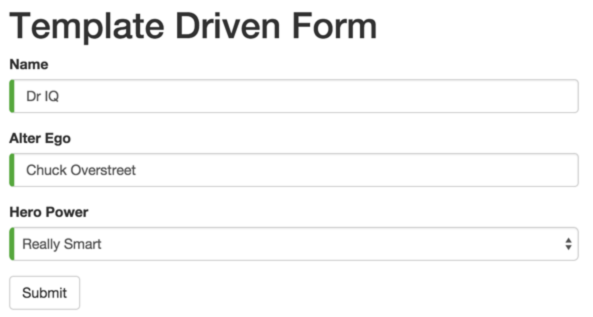 Template Driven Form
Name
Dr IQ
Alter Ego
Chuck Overstreet
Hero Power
Really Smart
Submit